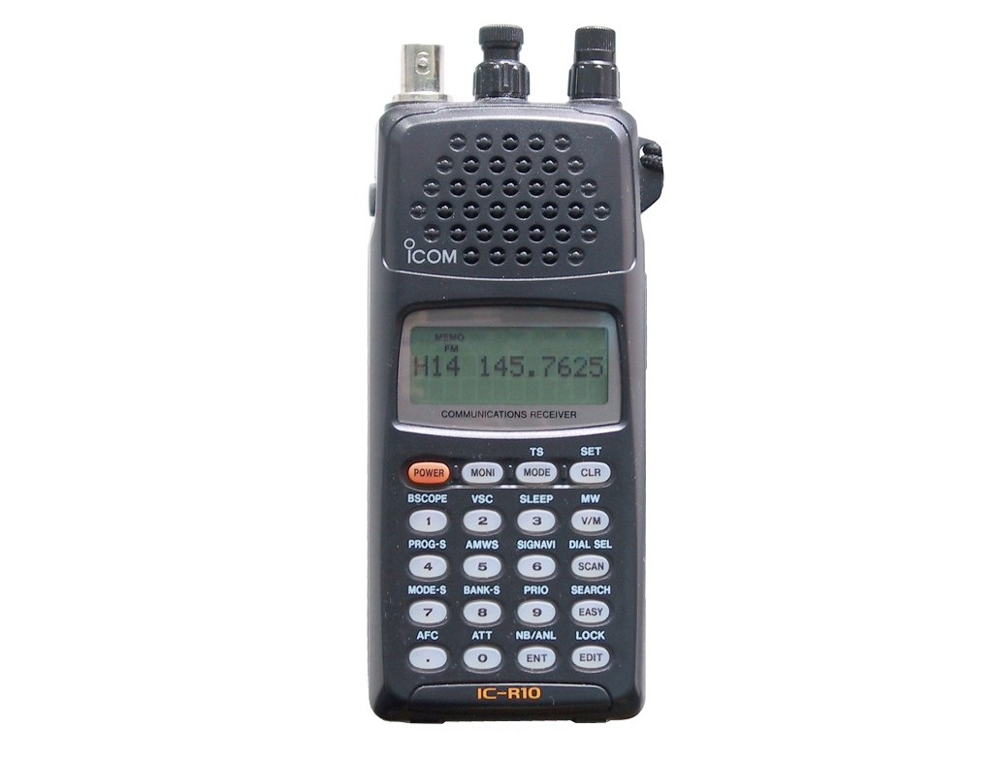 ICOM
MEMO
FM
H14 145.7625
COMMUNICATIONS RECEIVER
TS SET
POWER MONI MODE CLR
BSCOPE VSC SLEEP MW
1 2 3 V/M
PROG-S AMWS SIGNAVI DIAL SEL
4 5 6 SCAN
MODE-S BANK-S PRIO SEARCH
7 8 9 EASY
AFC ATT NB/ANL LOCK
. 0 ENT EDIT
IC-R10